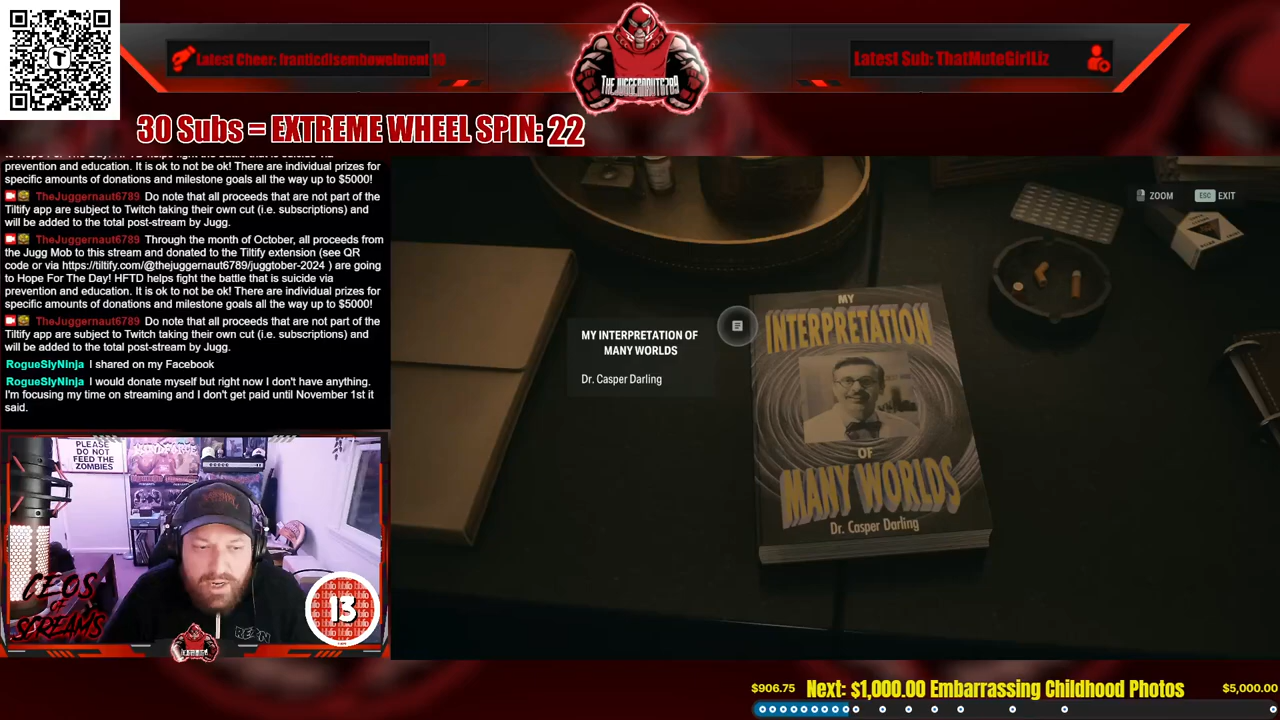 Latest Cheer: franticdisembowelment 10
THEJUGGERNAUT6789
Latest Sub: ThatMuteGirlLiz
30 Subs = EXTREME WHEEL SPIN: 22
prevention and education. It is ok to not be ok! There are individual prizes for
specific amounts of donations and milestone goals all the way up to $5000!
TheJuggernaut6789 Do note that all proceeds that are not part of the
Tiltify app are subject to Twitch taking their own cut (i.e. subscriptions) and
will be added to the total post-stream by Jugg.
TheJuggernaut6789 Through the month of October, all proceeds from
the Jugg Mob to this stream and donated to the Tiltify extension (see QR
code or via https://tiltify.com/@thejuggernaut6789/juggtober-2024 ) are going
to Hope For The Day! HFTD helps fight the battle that is suicide via
prevention and education. It is ok to not be ok! There are individual prizes for
specific amounts of donations and milestone goals all the way up to $5000!
TheJuggernaut6789 Do note that all proceeds that are not part of the
Tiltify app are subject to Twitch taking their own cut (i.e. subscriptions) and
will be added to the total post-stream by Jugg.
RogueSlyNinja I shared on my Facebook
RogueSlyNinja I would donate myself but right now I don't have anything.
I'm focusing my time on streaming and I don't get paid until November 1st it
said.
ZOOM
ESC EXIT
MY INTERPRETATION OF
MANY WORLDS
Dr. Casper Darling
MY
INTERPRETATION
OF
MANY WORLDS
Dr. Casper Darling
PLEASE
DO NOT
FEED THE
ZOMBIES
CEOS
OF
SCREAMS
13
$906.75
Next: $1,000.00 Embarrassing Childhood Photos
$5,000.00